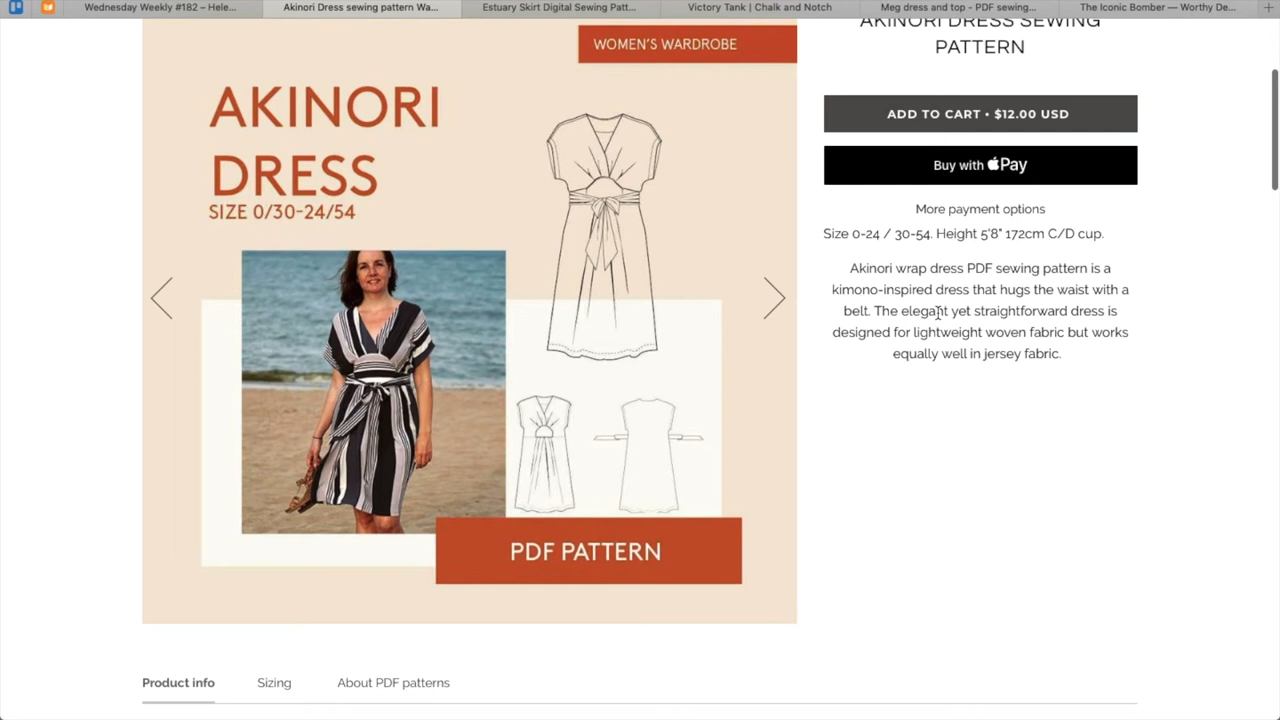 Wednesday Weekly #182 – Hele...
Akinori Dress sewing pattern Wa...
Estuary Skirt Digital Sewing Patt...
Victory Tank | Chalk and Notch
Meg dress and top - PDF sewing...
The Iconic Bomber — Worthy De...
WOMEN'S WARDROBE
AKINORI
DRESS
SIZE 0/30-24/54
PDF PATTERN
AKINORI DRESS SEWING
PATTERN
ADD TO CART • $12.00 USD
Buy with Pay
More payment options
Size 0-24 / 30-54. Height 5'8" 172cm C/D cup.
Akinori wrap dress PDF sewing pattern is a
kimono-inspired dress that hugs the waist with a
belt. The elegant yet straightforward dress is
designed for lightweight woven fabric but works
equally well in jersey fabric.
Product info
Sizing
About PDF patterns